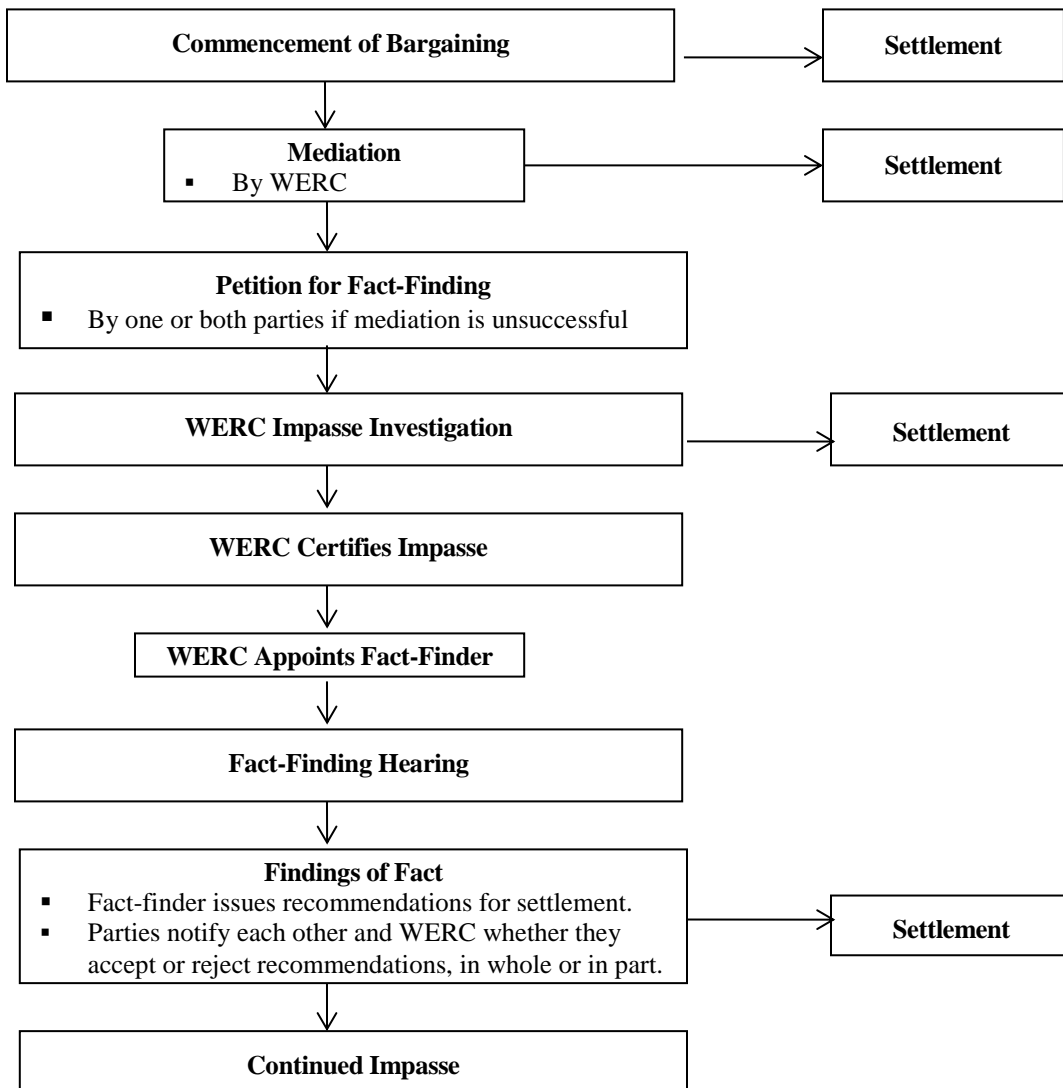 Commencement of Bargaining
Settlement
Mediation
▪ By WERC
Settlement
Petition for Fact-Finding
▪ By one or both parties if mediation is unsuccessful
WERC Impasse Investigation
Settlement
WERC Certifies Impasse
WERC Appoints Fact-Finder
Fact-Finding Hearing
Findings of Fact
▪ Fact-finder issues recommendations for settlement.
▪ Parties notify each other and WERC whether they
accept or reject recommendations, in whole or in part.
Settlement
Continued Impasse